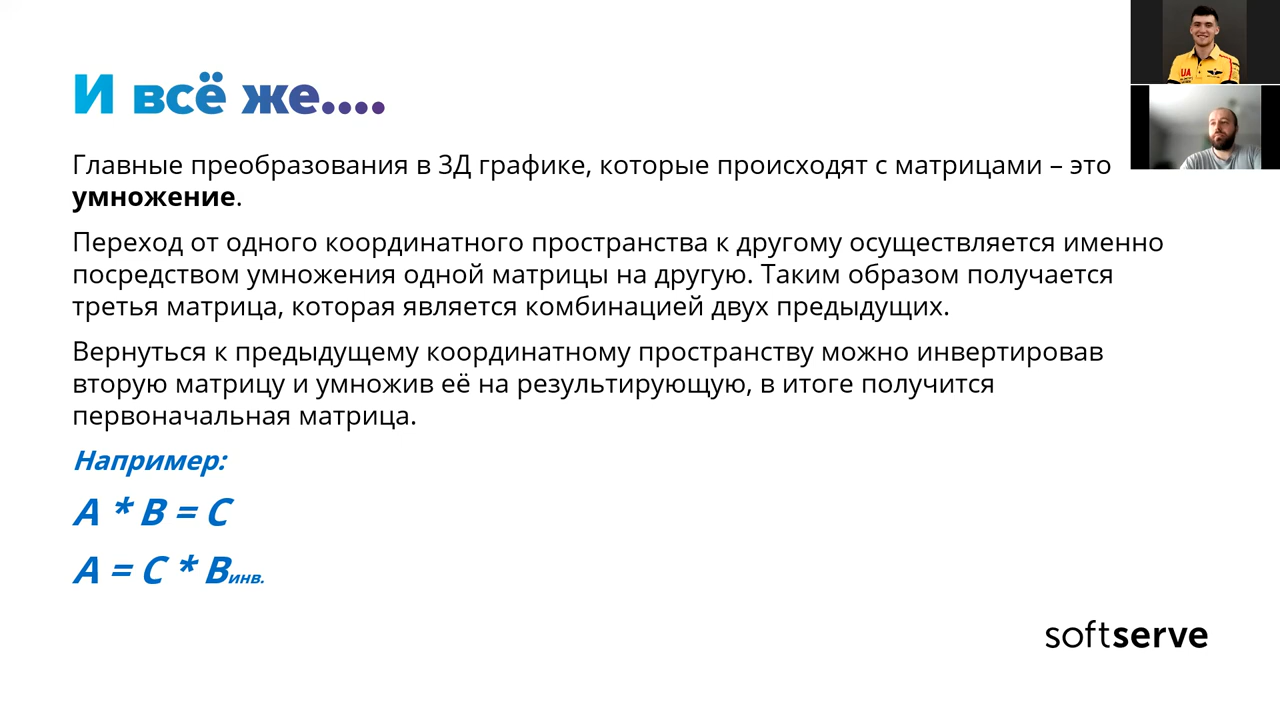 И всё же....
Главные преобразования в 3Д графике, которые происходят с матрицами – это
умножение.
Переход от одного координатного пространства к другому осуществляется именно
посредством умножения одной матрицы на другую. Таким образом получается
третья матрица, которая является комбинацией двух предыдущих.
Вернуться к предыдущему координатному пространству можно инвертировав
вторую матрицу и умножив её на результирующую, в итоге получится
первоначальная матрица.
Например:
A * B = C
A = C * Bинв.
softserve
UA